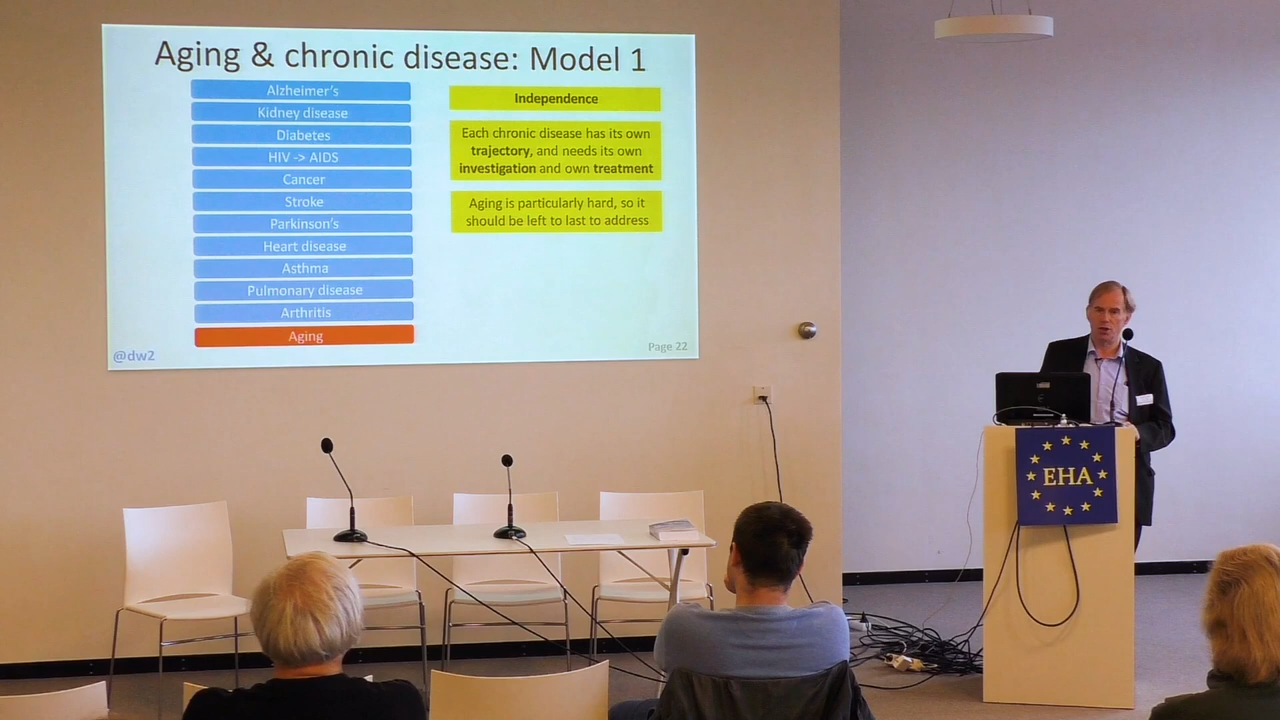 Aging & chronic disease: Model 1
Alzheimer's
Kidney disease
Diabetes
HIV -> AIDS
Cancer
Stroke
Parkinson's
Heart disease
Asthma
Pulmonary disease
Arthritis
Aging
Independence
Each chronic disease has its own
trajectory, and needs its own
investigation and own treatment
Aging is particularly hard, so it
should be left to last to address
@dw2
Page 22
EHA